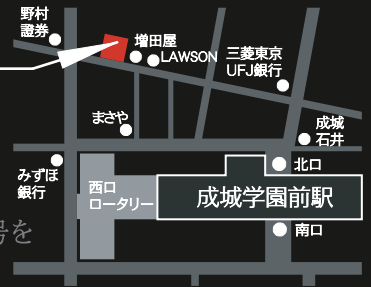 野村
證券
増田屋
LAWSON
三菱東京
UFJ銀行
まさや
成城
石井
みずほ
銀行
西口
ロータリー
北口
成城学園前駅
南口
号を